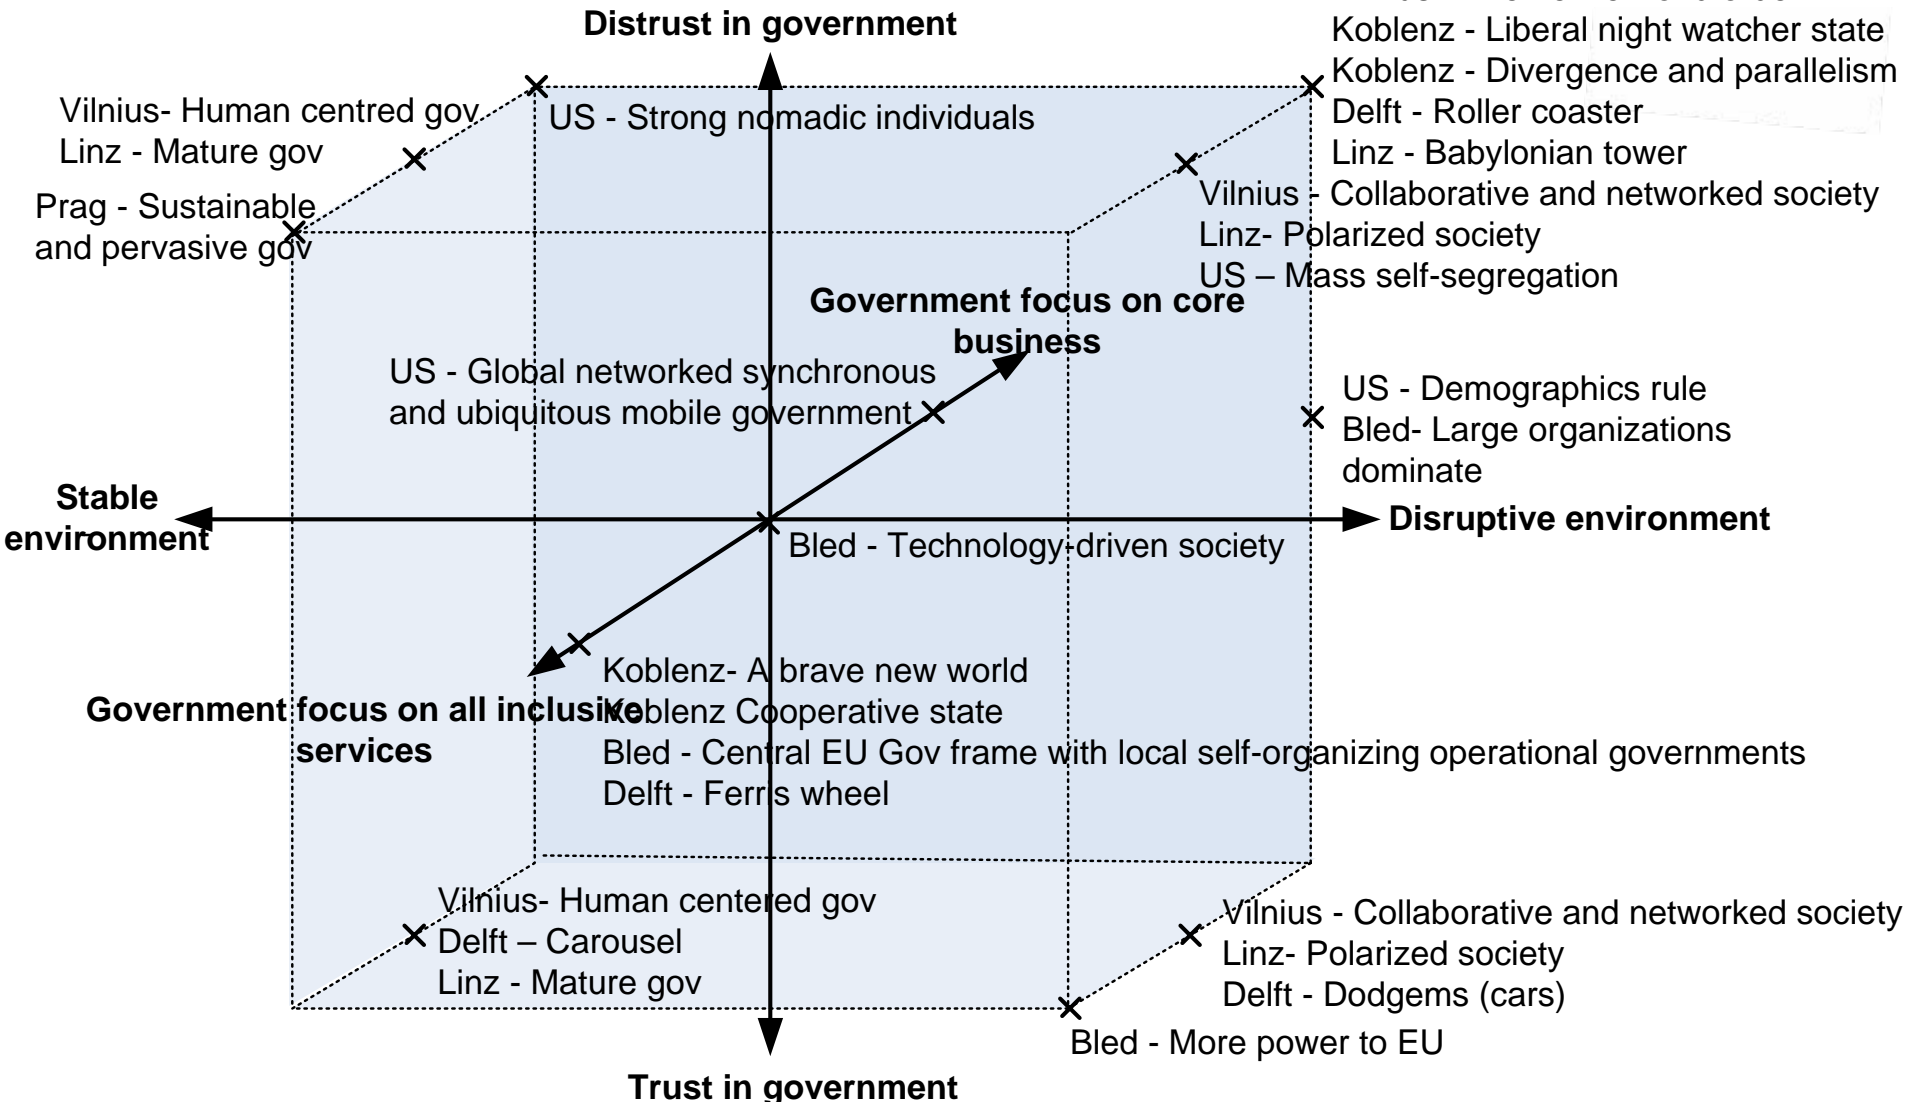 Distrust in government
Koblenz - Liberal night watcher state
Koblenz - Divergence and parallelism
Delft - Roller coaster
Linz - Babylonian tower
Vilnius- Human centred gov
Linz - Mature gov
US - Strong nomadic individuals
Prag - Sustainable
and pervasive gov
Vilnius - Collaborative and networked society
Linz- Polarized society
US – Mass self-segregation
Government focus on core
business
US - Global networked synchronous
and ubiquitous mobile government
US - Demographics rule
Bled- Large organizations
dominate
Stable
environment
Disruptive environment
Bled - Technology-driven society
Koblenz- A brave new world
Koblenz Cooperative state
Bled - Central EU Gov frame with local self-organizing operational governments
Delft - Ferris wheel
Government focus on all inclusive
services
Vilnius- Human centered gov
Delft – Carousel
Linz - Mature gov
Vilnius - Collaborative and networked society
Linz- Polarized society
Delft - Dodgems (cars)
Bled - More power to EU
Trust in government